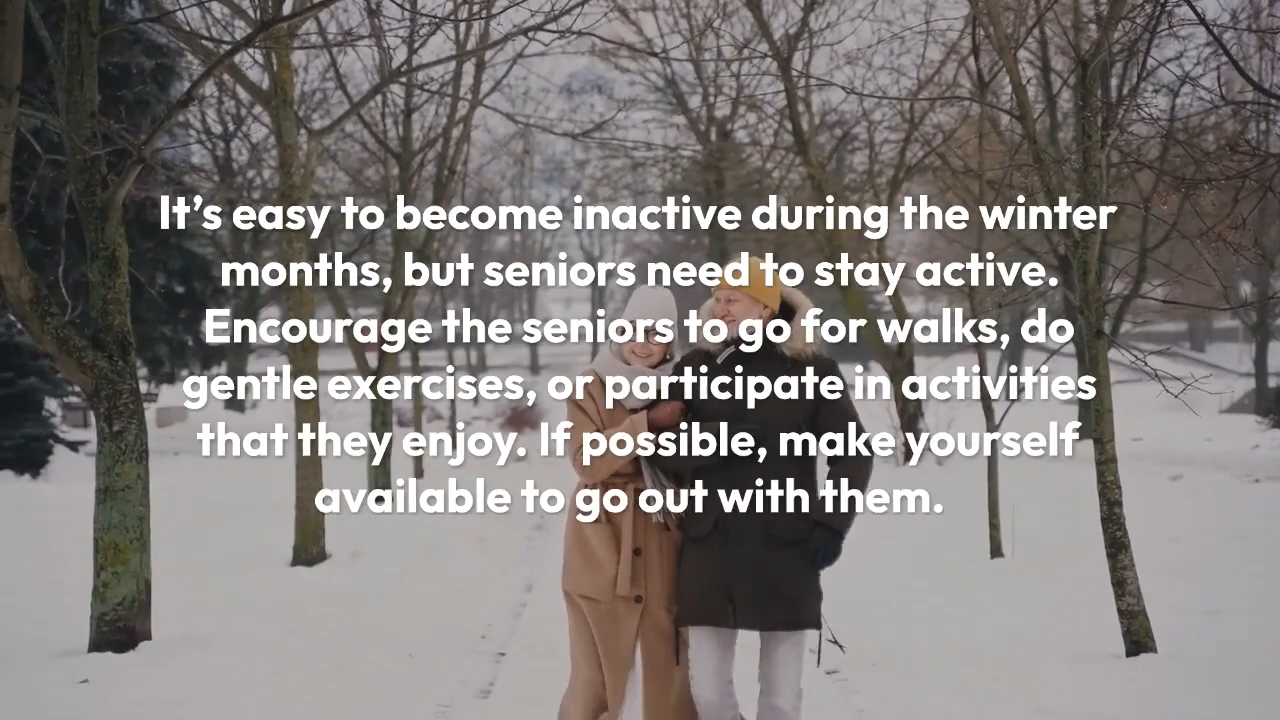 It’s easy to become inactive during the winter
months, but seniors need to stay active.
Encourage the seniors to go for walks, do
gentle exercises, or participate in activities
that they enjoy. If possible, make yourself
available to go out with them.